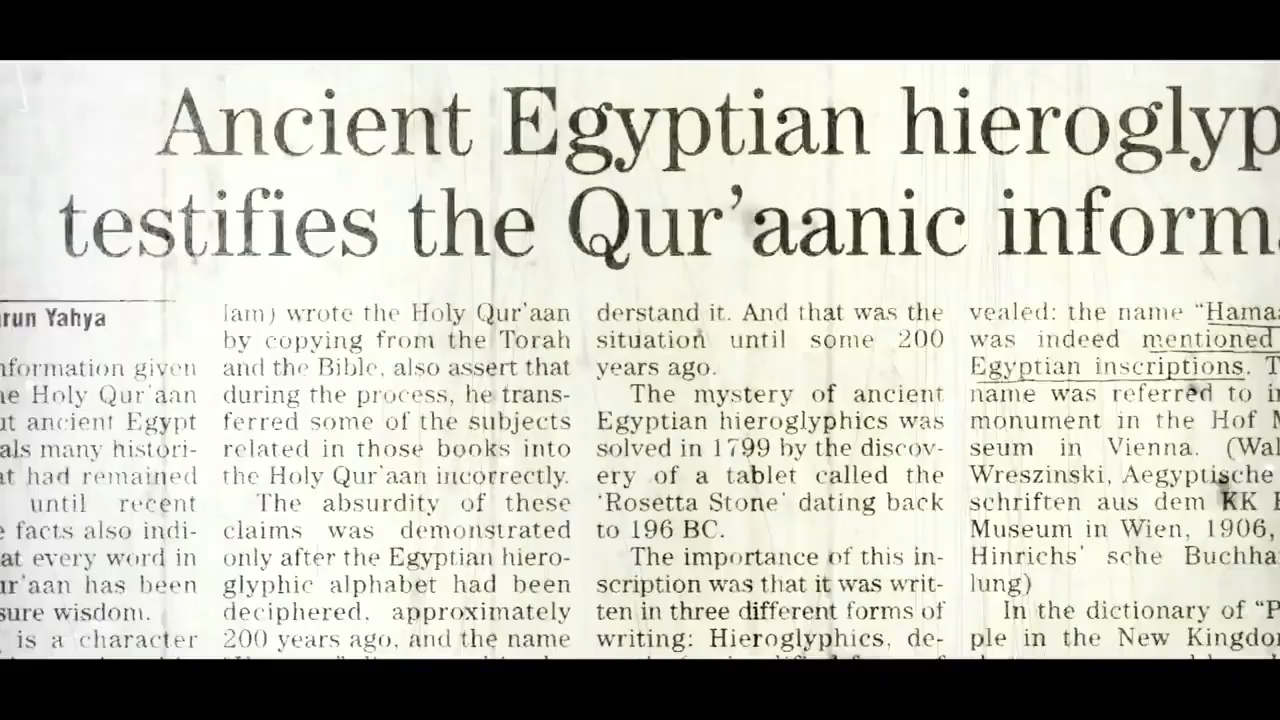 Ancient Egyptian hieroglyp
testifies the Qur'aanic inform
run Yahya
nformation given
e Holy Qur'aan
ut ancient Egypt
als many histori-
at had remained
until recent
e facts also indi-
at every word in
ur'aan has been
sure wisdom.
is a character
lam) wrote the Holy Qur'aan
by copying from the Torah
and the Bible, also assert that
during the process, he trans-
ferred some of the subjects
related in those books into
the Holy Qur'aan incorrectly.
The absurdity of these
claims was demonstrated
only after the Egyptian hiero-
glyphic alphabet had been
deciphered, approximately
200 years ago, and the name
derstand it. And that was the
situation until some 200
years ago.
The mystery of ancient
Egyptian hieroglyphics was
solved in 1799 by the discov-
ery of a tablet called the
'Rosetta Stone' dating back
to 196 BC.
The importance of this in-
scription was that it was writ-
ten in three different forms of
writing: Hieroglyphics, de-
vealed: the name "Hama
was indeed mentioned
Egyptian inscriptions. T
name was referred to in
monument in the Hof M
seum in Vienna. (Wal
Wreszinski, Aegyptische
schriften aus dem KK H
Museum in Wien, 1906,
Hinrichs' sche Buchha
lung)
In the dictionary of "P
ple in the New Kingdo